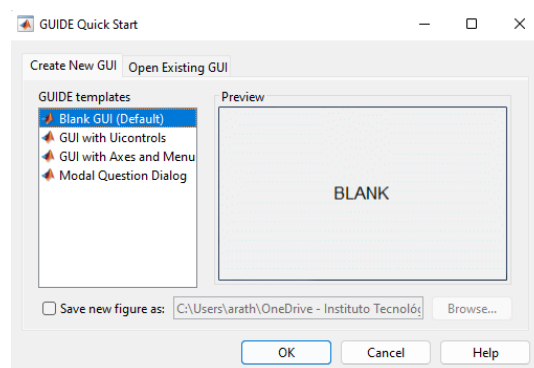 GUIDE Quick Start
Create New GUI Open Existing GUI
GUIDE templates
Blank GUI (Default)
GUI with Uicontrols
GUI with Axes and Menu
Modal Question Dialog
Preview
BLANK
Save new figure as: C:\Users\arath\OneDrive - Instituto Tecnológ Browse...
OK Cancel Help